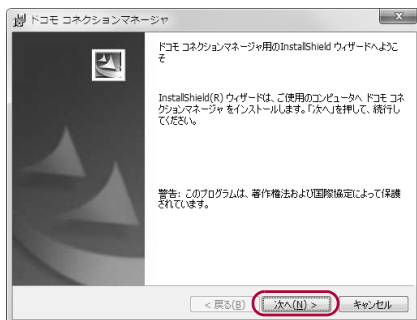 ドコモ コネクションマネージャ
ドコモ コネクションマネージャ用のInstallShield ウィザードへようこ
そ
InstallShield(R) ウィザードは、ご使用のコンピュータへ ドコモ コネ
クションマネージャ をインストールします。「次へ」を押して、続行し
てください。
警告: このプログラムは、著作権法および国際協定によって保護
されています。
< 戻る(B)
次へ(N) >
キャンセル